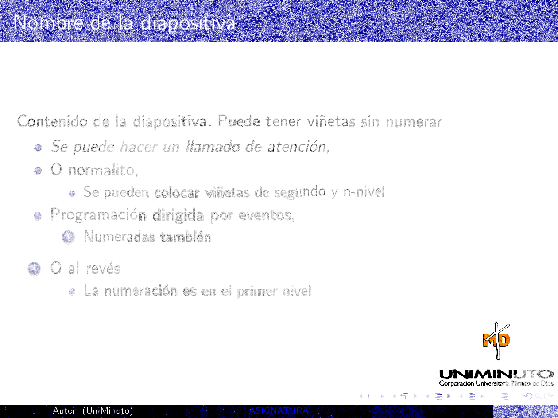 Nombre de la diapositiva
Contenido de la diapositiva. Puede tener viñetas sin numerar
Se puede hacer un llamado de atención,
O normalito,
Se pueden colocar viñetas de segundo y n-nivel
Programación dirigida por eventos,
Numeradas también
1 O al revés
La numeración es en el primer nivel
MD
UNIMINUTO
Corporación Universitaria Minuto de Dios
Autor (UniMinuto)
ASIGNATURA